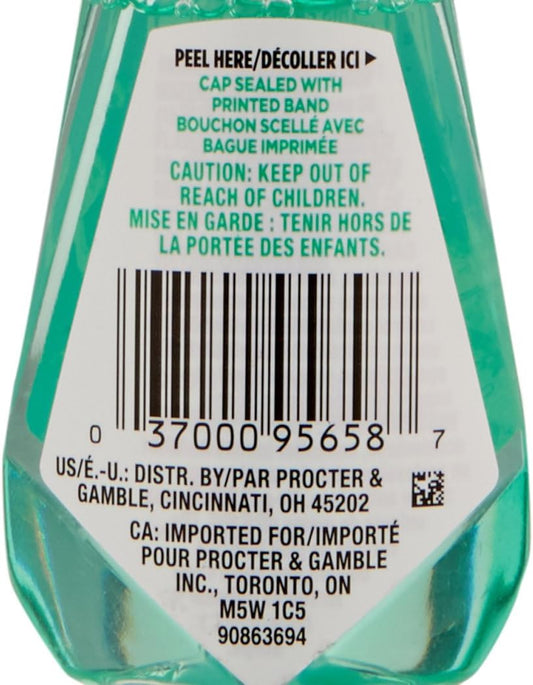 PEEL HERE/DÉCOLLER ICI ▶
CAP SEALED WITH
PRINTED BAND
BOUCHON SCELLÉ AVEC
BAGUE IMPRIMÉE
CAUTION: KEEP OUT OF
REACH OF CHILDREN.
MISE EN GARDE : TENIR HORS DE
LA PORTÉE DES ENFANTS.
0 37000 95658 7
US/É.-U.: DISTR. BY/PAR PROCTER &
GAMBLE, CINCINNATI, OH 45202
CA: IMPORTED FOR/IMPORTÉ
POUR PROCTER & GAMBLE
INC., TORONTO, ON
M5W 1C5
90863694